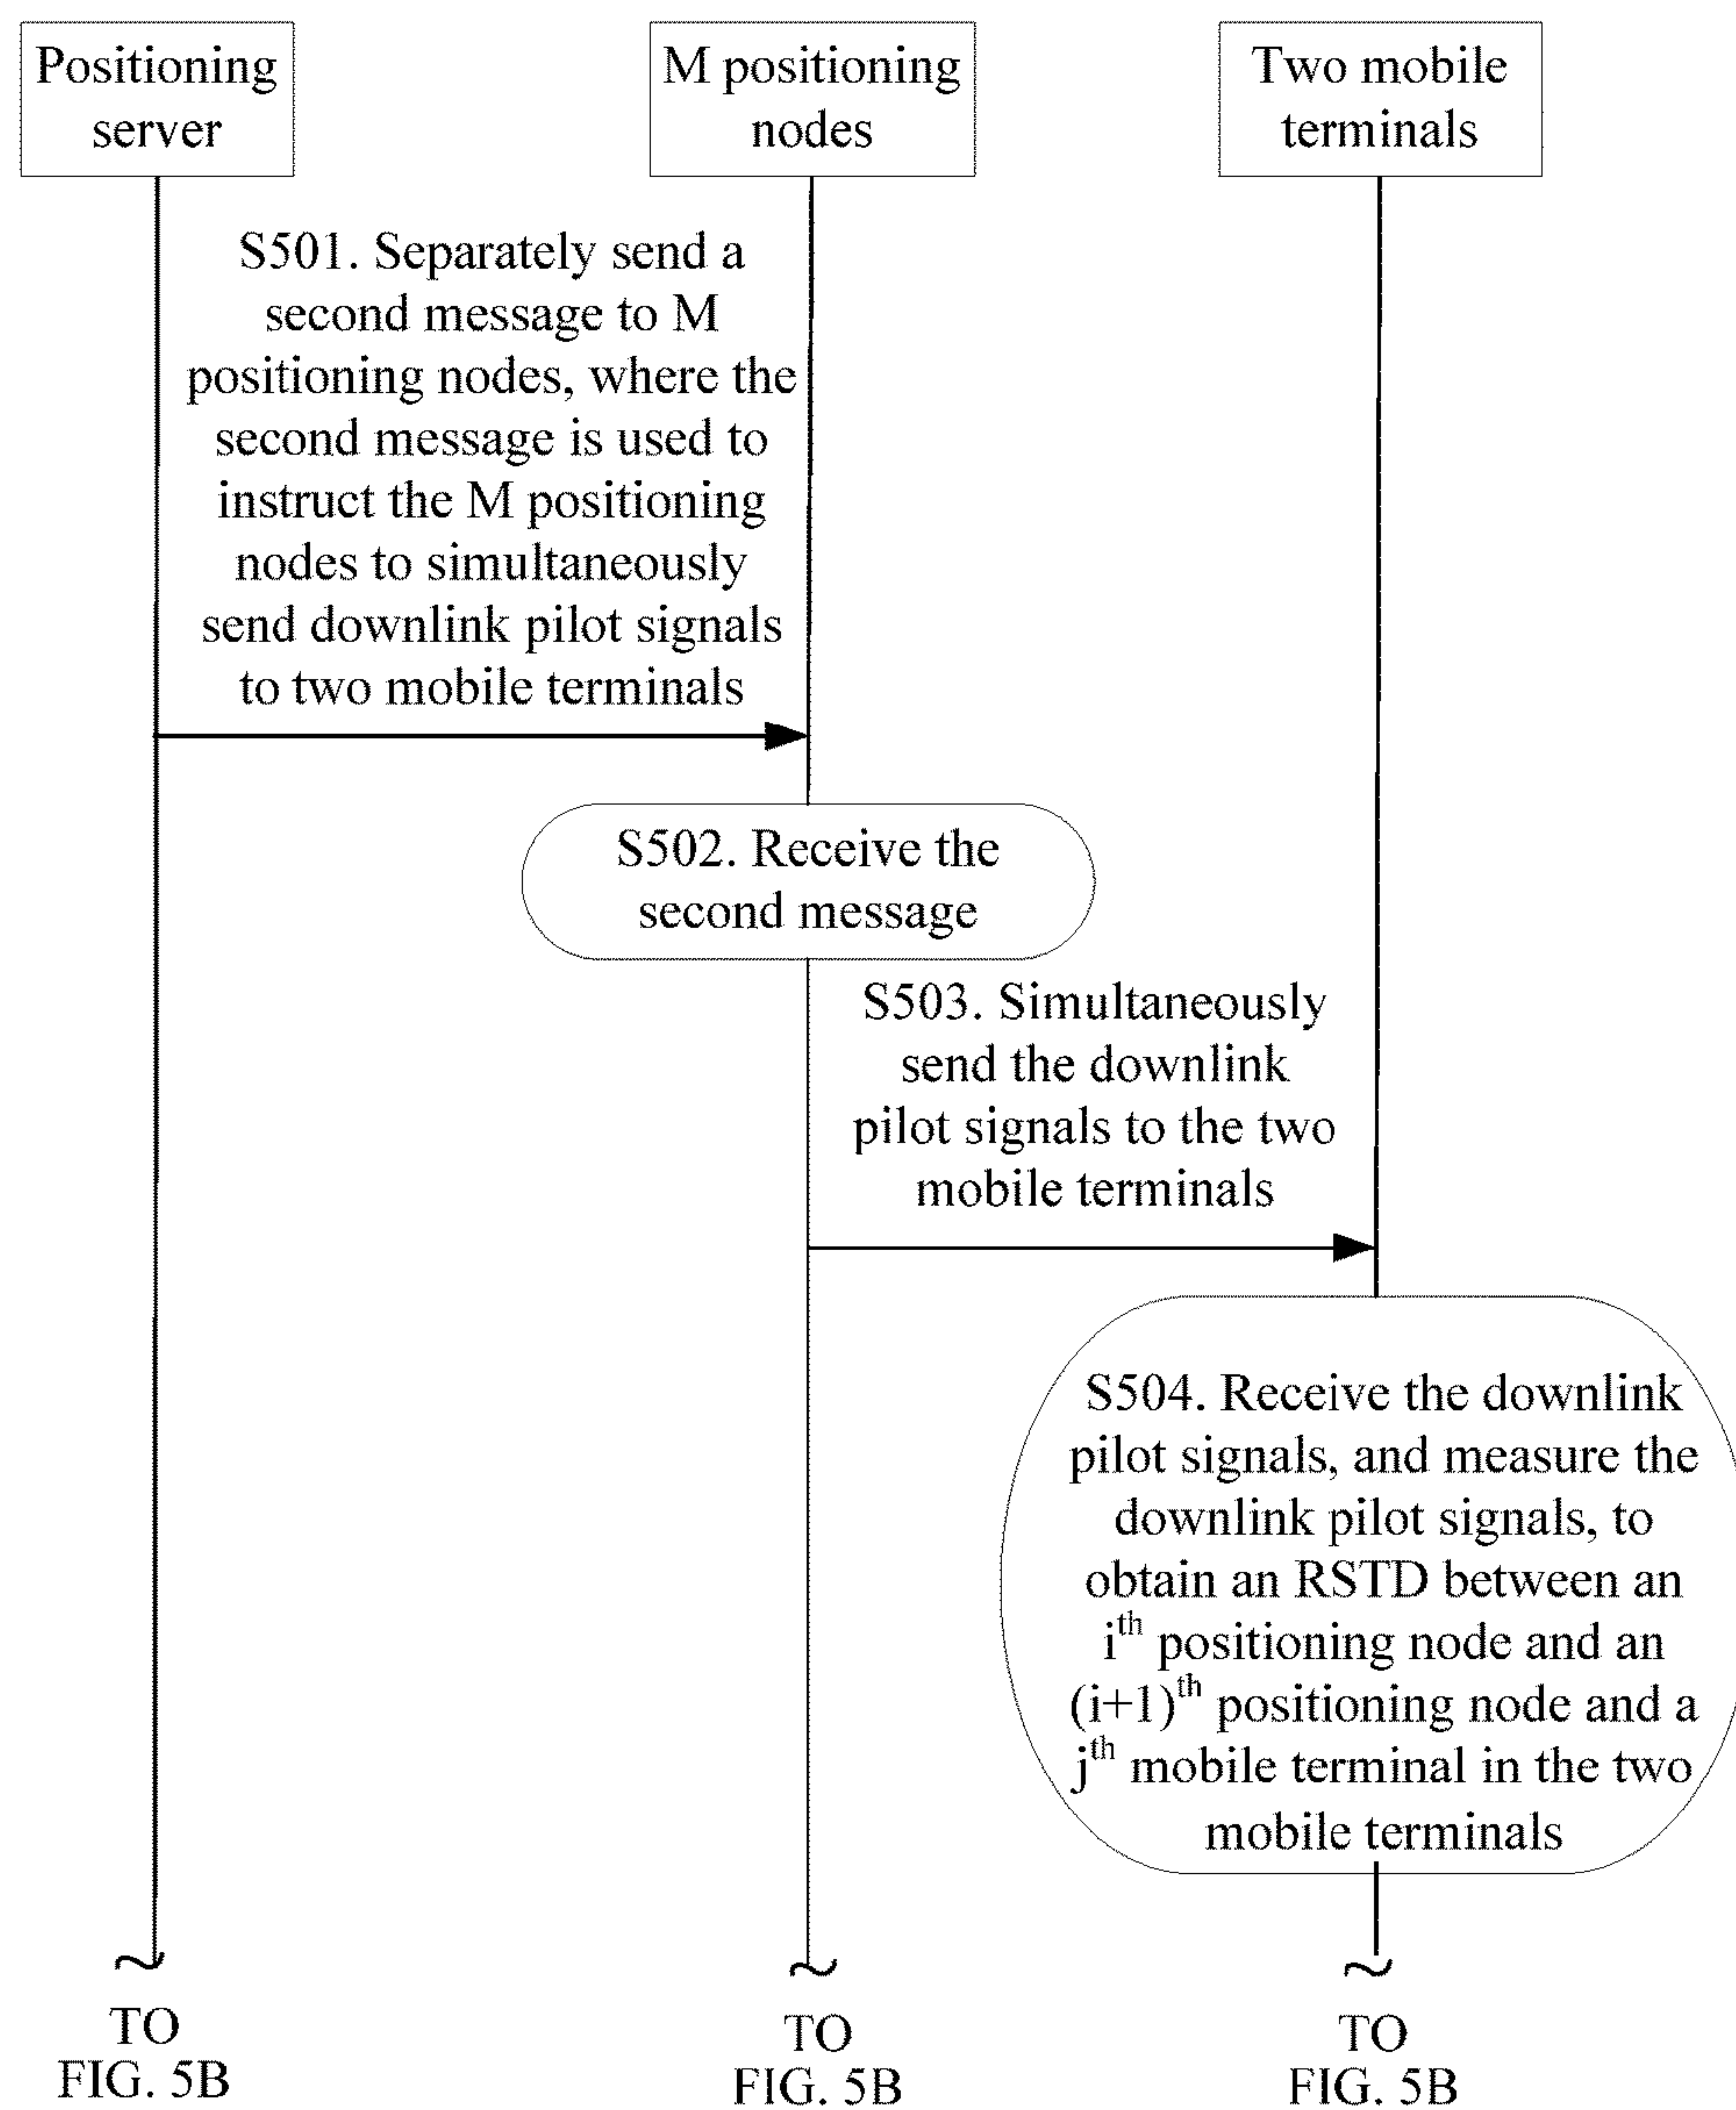 Positioning
server
M positioning
nodes
Two mobile
terminals
S501. Separately send a
second message to M
positioning nodes, where the
second message is used to
instruct the M positioning
nodes to simultaneously
send downlink pilot signals
to two mobile terminals
S502. Receive the
second message
S503. Simultaneously
send the downlink
pilot signals to the two
mobile terminals
S504. Receive the downlink
pilot signals, and measure the
downlink pilot signals, to
obtain an RSTD between an
i^th positioning node and an
(i+1)^th positioning node and a
j^th mobile terminal in the two
mobile terminals
TO
FIG. 5B
TO
FIG. 5B
TO
FIG. 5B